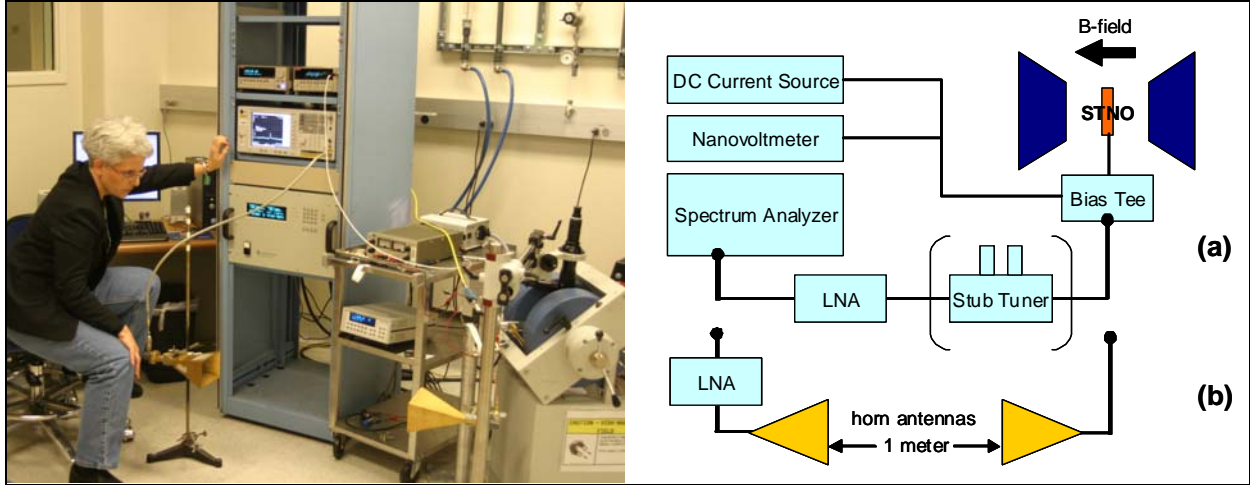 B-field
DC Current Source
STNO
Nanovoltmeter
Bias Tee
Spectrum Analyzer
(a)
LNA
Stub Tuner
LNA
(b)
horn antennas
1 meter